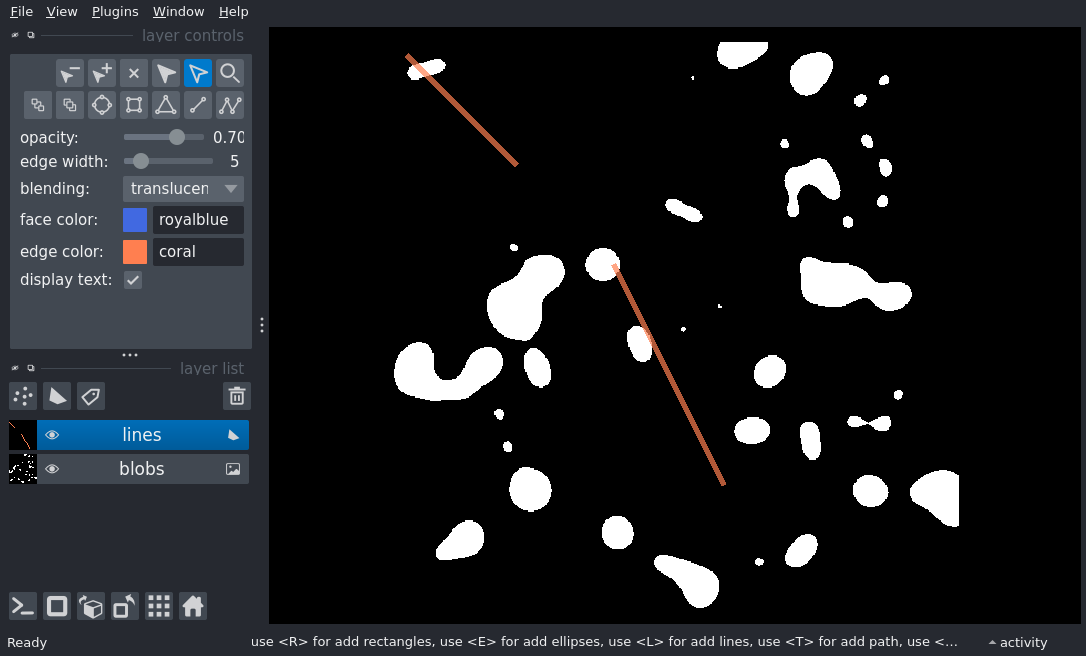 File View Plugins Window Help
layer controls
opacity: 0.70
edge width: 5
blending: translucen
face color: royalblue
edge color: coral
display text:
layer list
lines
blobs
Ready use <R> for add rectangles, use <E> for add ellipses, use <L> for add lines, use <T> for add path, use <... activity